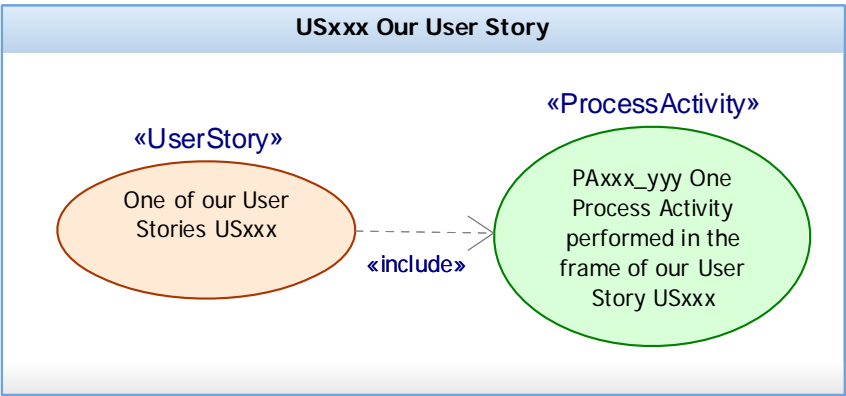 USxxx Our User Story
«ProcessActivity»
«UserStory»
One of our User
Stories USxxx
PAxxx_yyy One
Process Activity
performed in the
frame of our User
Story USxxx
«include»